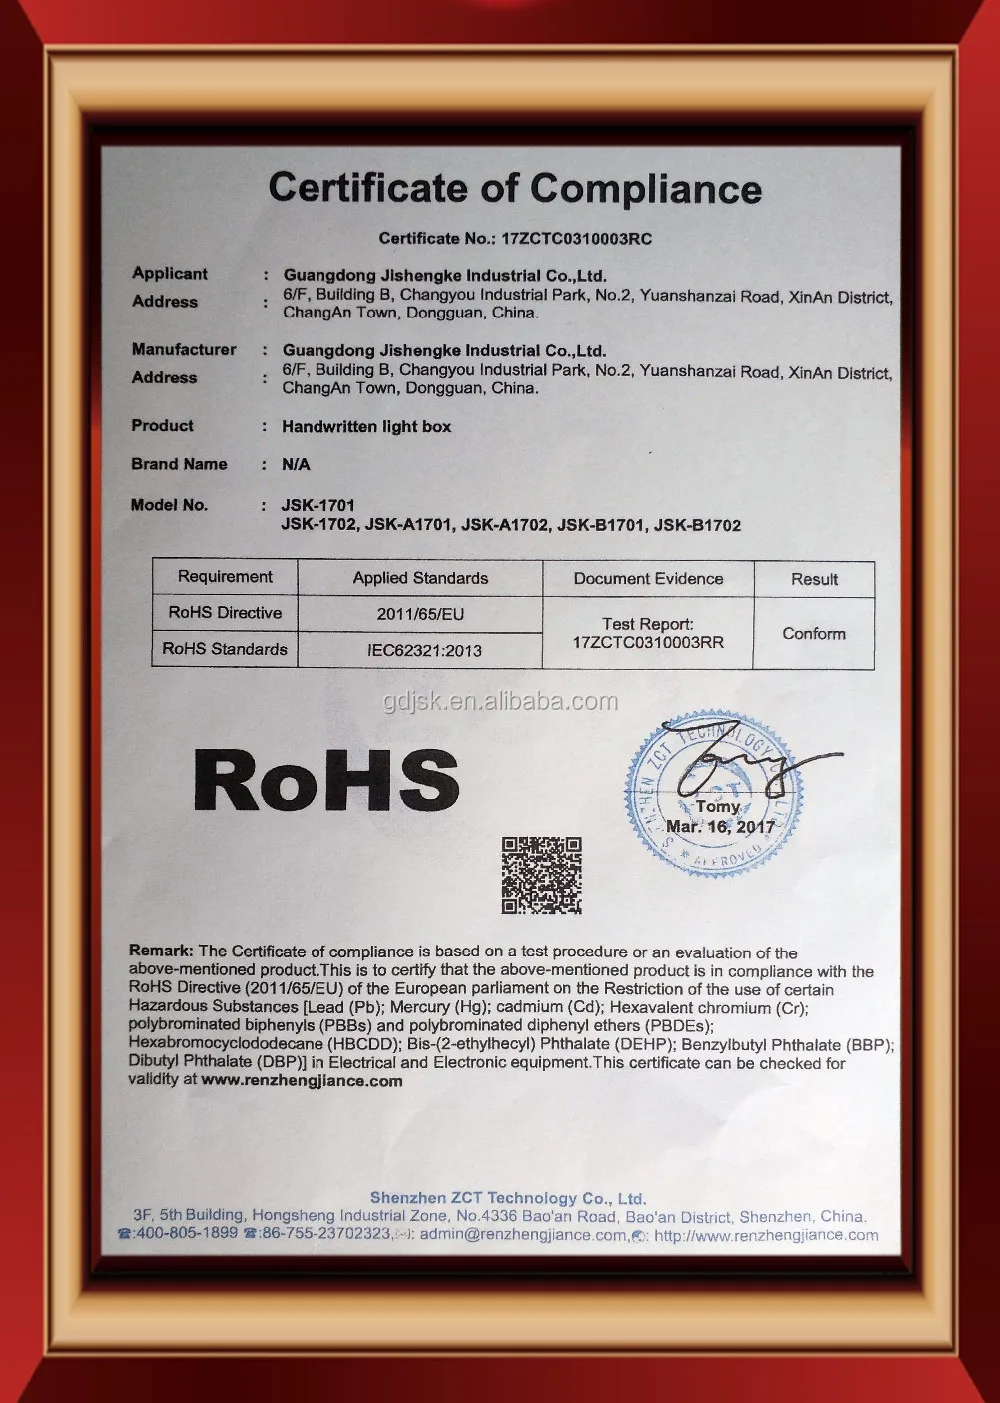 Certificate of Compliance
Certificate No.: 17ZCTC0310003RC
Applicant : Guangdong JIshengke Industrial Co.,Ltd.
Address : 6/F, Building B, Changyou Industrial Park, No.2, Yuanshanzai Road, XinAn District,
ChangAn Town, Dongguan, China.
Manufacturer : Guangdong Jishengke Industrial Co.,Ltd.
Address : 6/F, Building B, Changyou Industrial Park, No.2, Yuanshanzai Road, XinAn District,
ChangAn Town, Dongguan, China.
Product : Handwritten light box
Brand Name : N/A
Model No. : JSK-1701
JSK-1702, JSK-A1701, JSK-A1702, JSK-B1701, JSK-B1702
Requirement Applied Standards Document Evidence Result
RoHS Directive 2011/65/EU Test Report: 17ZCTC0310003RR Conform
RoHS Standards IEC62321:2013
gdjsk.en.alibaba.com
RoHS
SHENZHEN ZCT TECHNOLOGY CO., LTD.
Tomy
Mar. 16, 2017
* APPROVED *
Remark: The Certificate of compliance is based on a test procedure or an evaluation of the
above-mentioned product.This is to certify that the above-mentioned product is in compliance with the
RoHS Directive (2011/65/EU) of the European parliament on the Restriction of the use of certain
Hazardous Substances [Lead (Pb); Mercury (Hg); cadmium (Cd); Hexavalent chromium (Cr);
polybrominated biphenyls (PBBs) and polybrominated diphenyl ethers (PBDEs);
Hexabromocyclododecane (HBCDD); Bis-(2-ethylhecyl) Phthalate (DEHP); Benzylbutyl Phthalate (BBP);
Dibutyl Phthalate (DBP)] in Electrical and Electronic equipment.This certificate can be checked for
validity at www.renzhengjiance.com
Shenzhen ZCT Technology Co., Ltd.
3F, 5th Building, Hongsheng Industrial Zone, No.4336 Bao'an Road, Bao'an District, Shenzhen, China.
☎:400-805-1899 ☎:86-755-23702323,✉: admin@renzhengjiance.com, : http://www.renzhengjiance.com